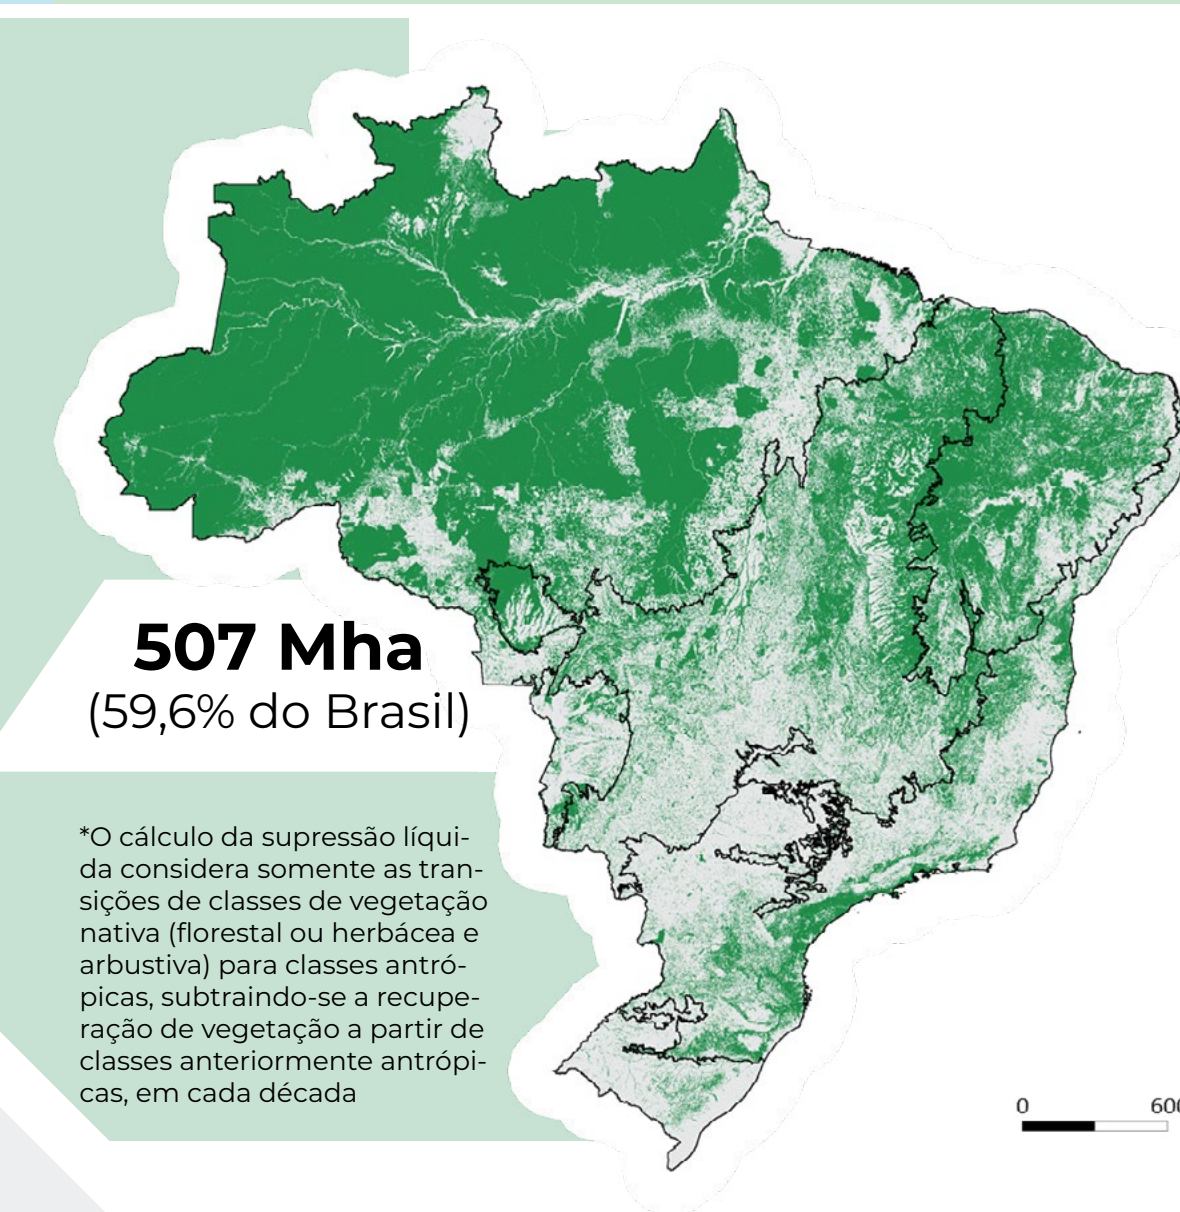 507 Mha
(59,6% do Brasil)
*O cálculo da supressão líqui-
da considera somente as tran-
sições de classes de vegetação
nativa (florestal ou herbácea e
arbustiva) para classes antró-
picas, subtraindo-se a recupe-
ração de vegetação a partir de
classes anteriormente antrópi-
cas, em cada década
0